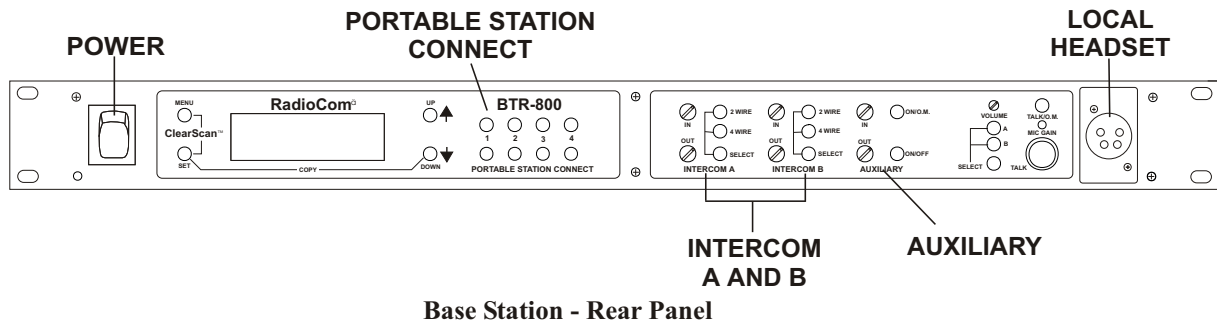 POWER
PORTABLE STATION
CONNECT
LOCAL
HEADSET
MENU
ClearScan™
SET
RadioComΩ
COPY
UP
DOWN
BTR-800
1 2 3 4
PORTABLE STATION CONNECT
IN
OUT
2 WIRE
4 WIRE
SELECT
INTERCOM A
IN
OUT
2 WIRE
4 WIRE
SELECT
INTERCOM B
IN
OUT
ON/O.M.
ON/OFF
AUXILIARY
VOLUME
A
B
SELECT
TALK/O.M.
MIC GAIN
TALK
INTERCOM
A AND B
AUXILIARY
Base Station - Rear Panel